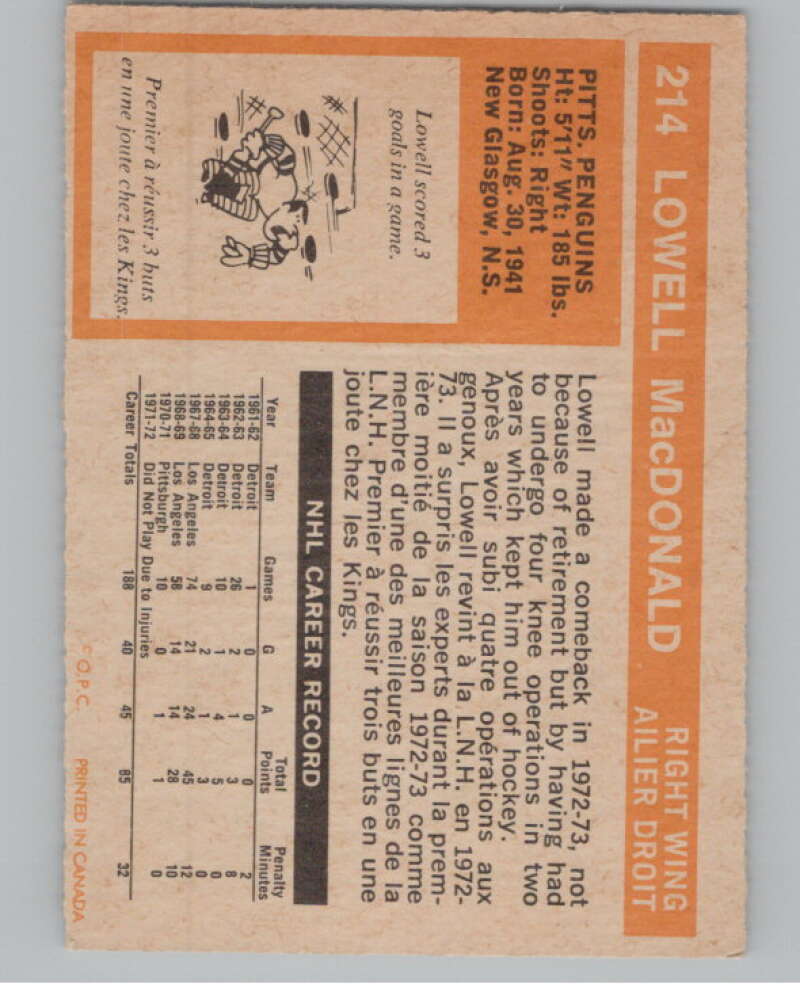 214 LOWELL MacDONALD
RIGHT WING
AILIER DROIT
PITTS. PENGUINS
Ht: 5'11" Wt: 185 lbs.
Shoots: Right
Born: Aug. 30, 1941
New Glasgow, N.S.
Lowell scored 3
goals in a game.
Premier à réussir 3 buts
en une joute chez les Kings.
Lowell made a comeback in 1972-73, not
because of retirement but by having had
to undergo four knee operations in two
years which kept him out of hockey.
Après avoir subi quatre opérations aux
genoux, Lowell revint à la L.N.H. en 1972-
73. Il a surpris les experts durant la prem-
ière moitié de la saison 1972-73 comme
membre d'une des meilleures lignes de la
L.N.H. Premier à réussir trois buts en une
joute chez les Kings.
NHL CAREER RECORD
Year Team Games G A Total Points Penalty Minutes
1961-62 Detroit 1 0 0 0 2
1962-63 Detroit 26 2 1 3 8
1963-64 Detroit 10 1 4 5 0
1964-65 Detroit 9 2 1 3 0
1967-68 Los Angeles 74 21 24 45 12
1968-69 Los Angeles 58 14 14 28 10
1970-71 Pittsburgh 10 0 1 1 0
1971-72 Did Not Play Due to Injuries
Career Totals 188 40 45 85 32
© O.P.C. PRINTED IN CANADA